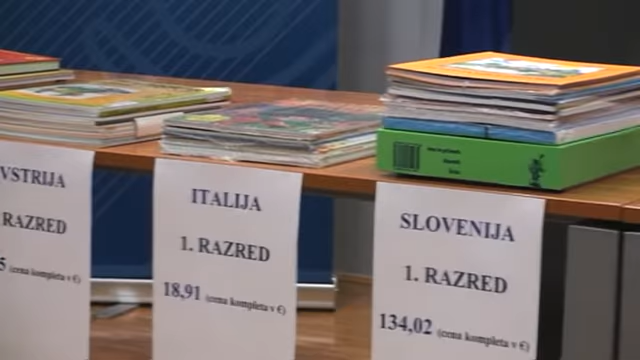 VSTRIJA
RAZRED
5 (cena kompleta v €)
ITALIJA
1. RAZRED
18,91 (cena kompleta v €)
SLOVENIJA
1. RAZRED
134,02 (cena kompleta v €)